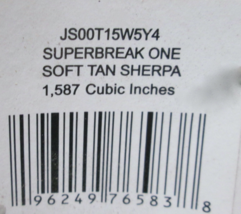 JS00T15W5Y4
SUPERBREAK ONE
SOFT TAN SHERPA
1,587 Cubic Inches
96249 76583 8